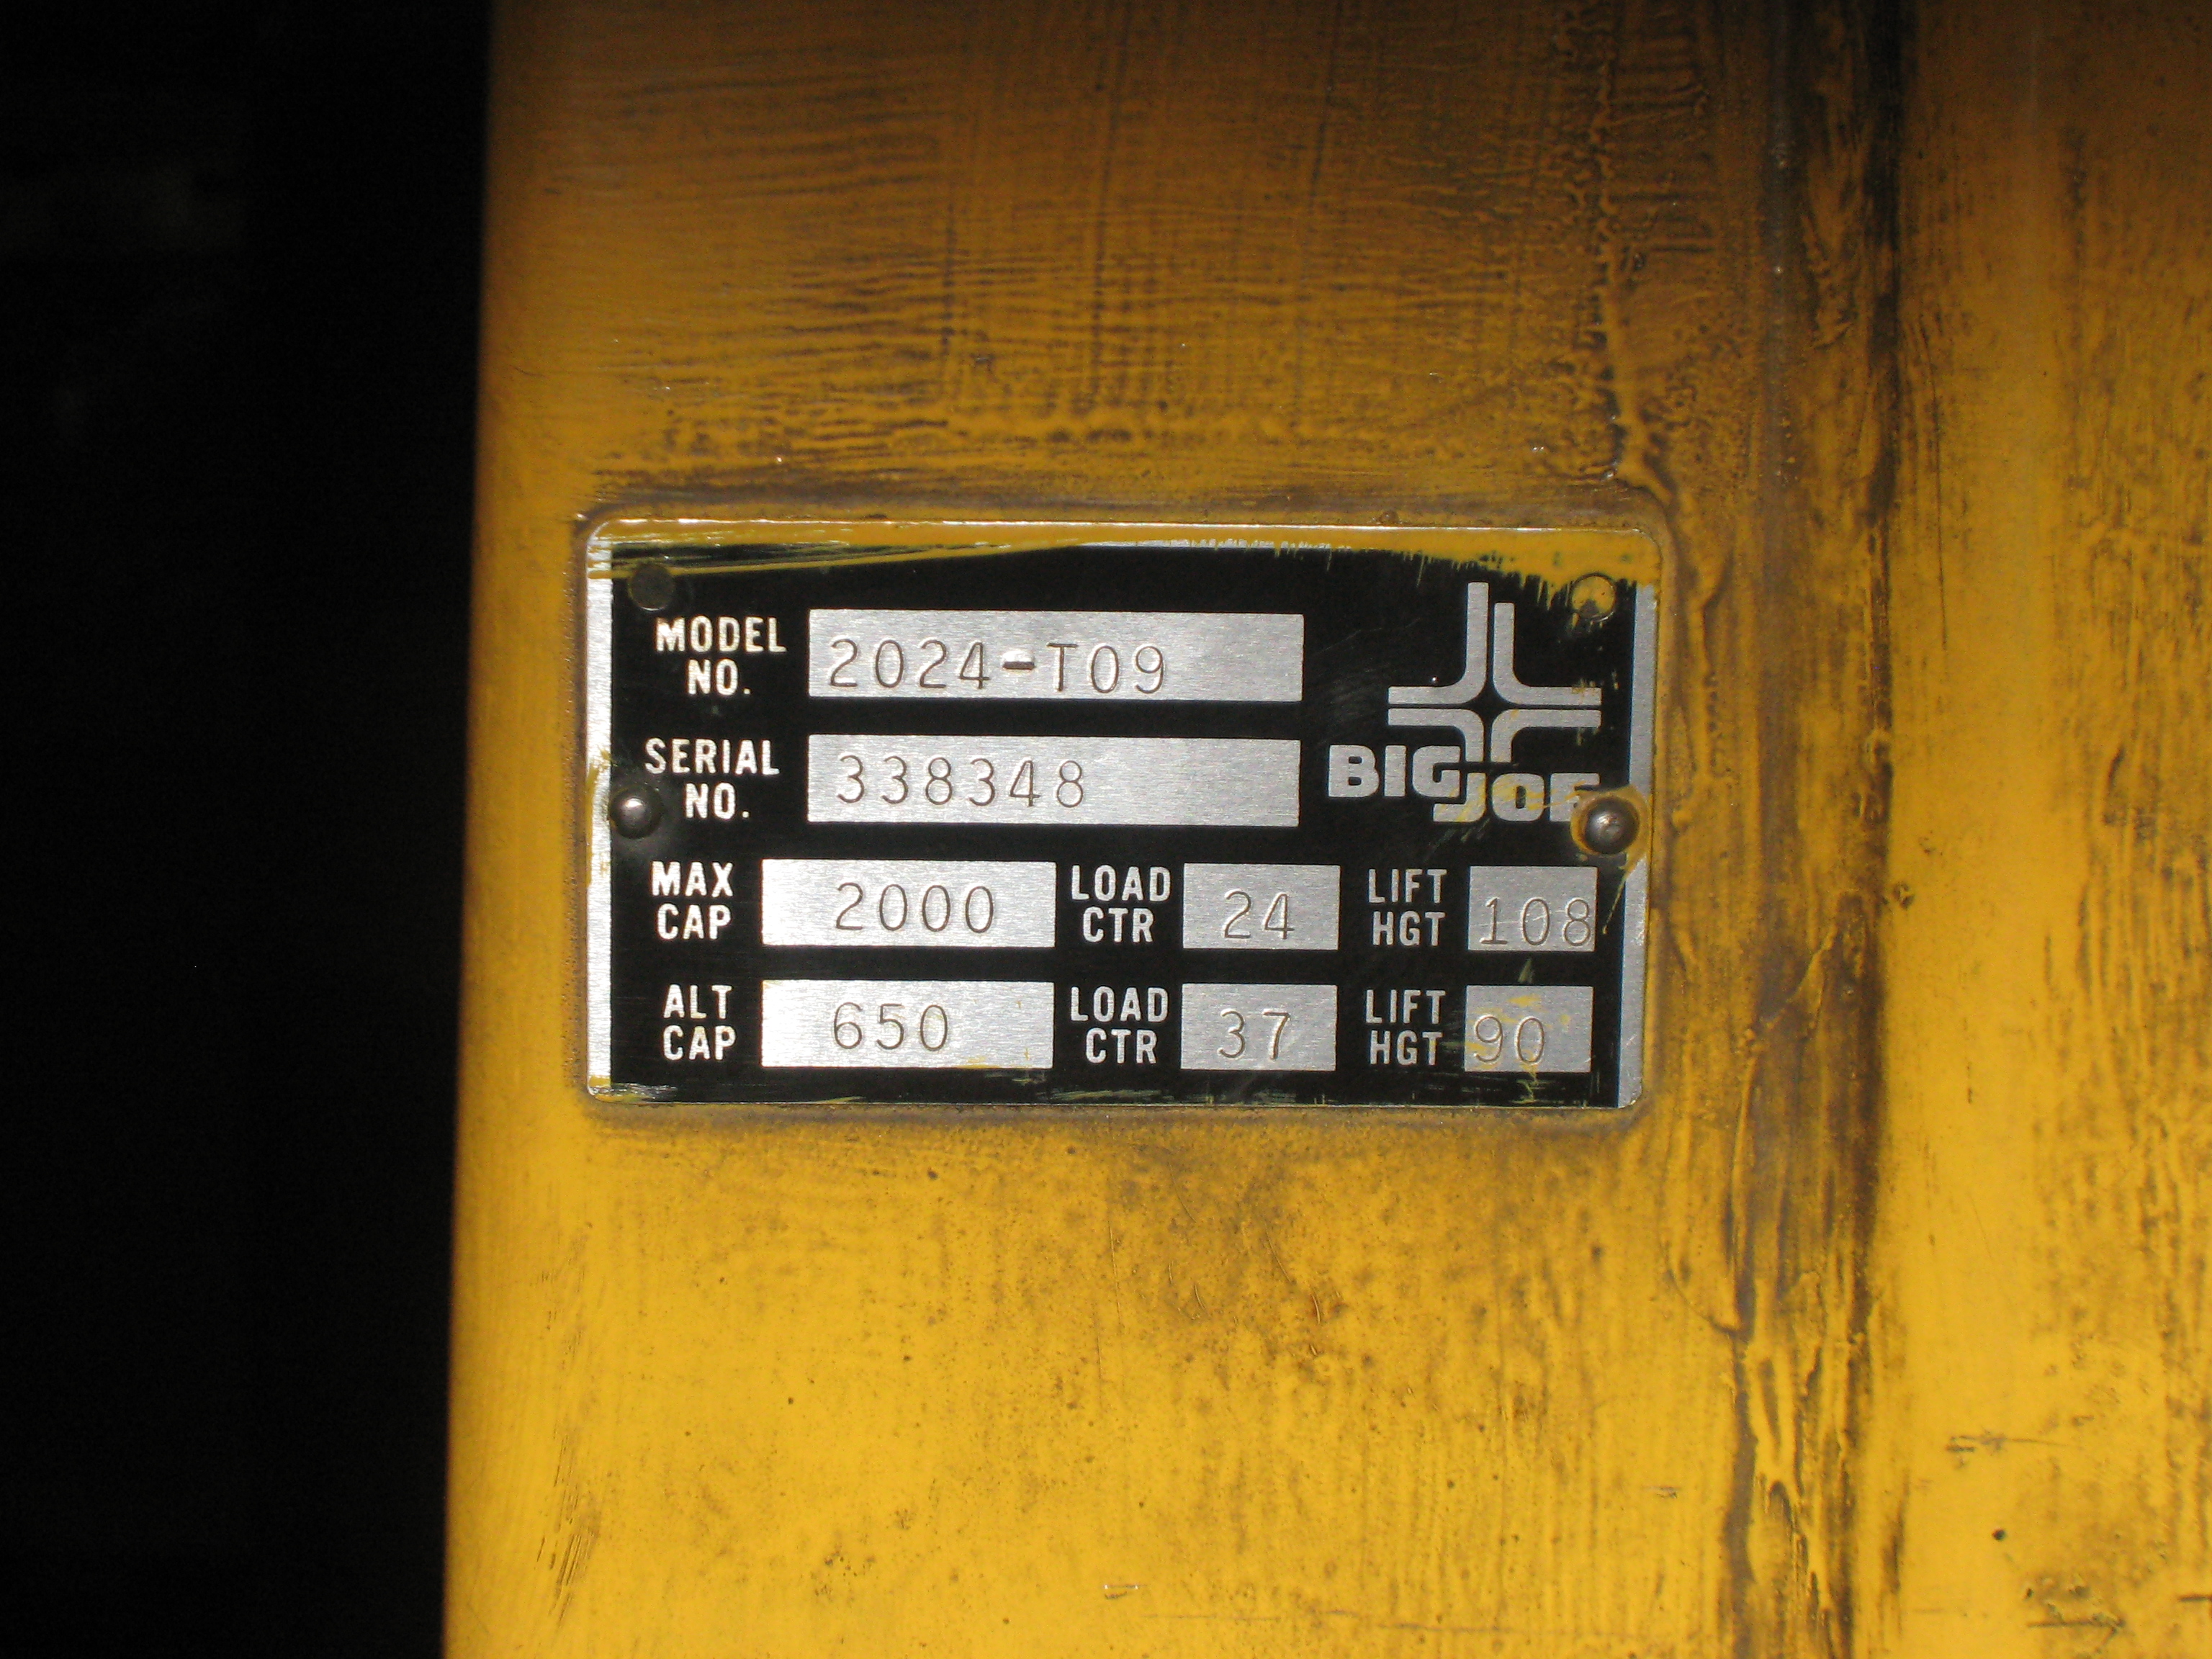 MODEL NO. 2024-T09
SERIAL NO. 338348
BIG JOE
MAX CAP 2000 LOAD CTR 24 LIFT HGT 108
ALT CAP 650 LOAD CTR 37 LIFT HGT 90